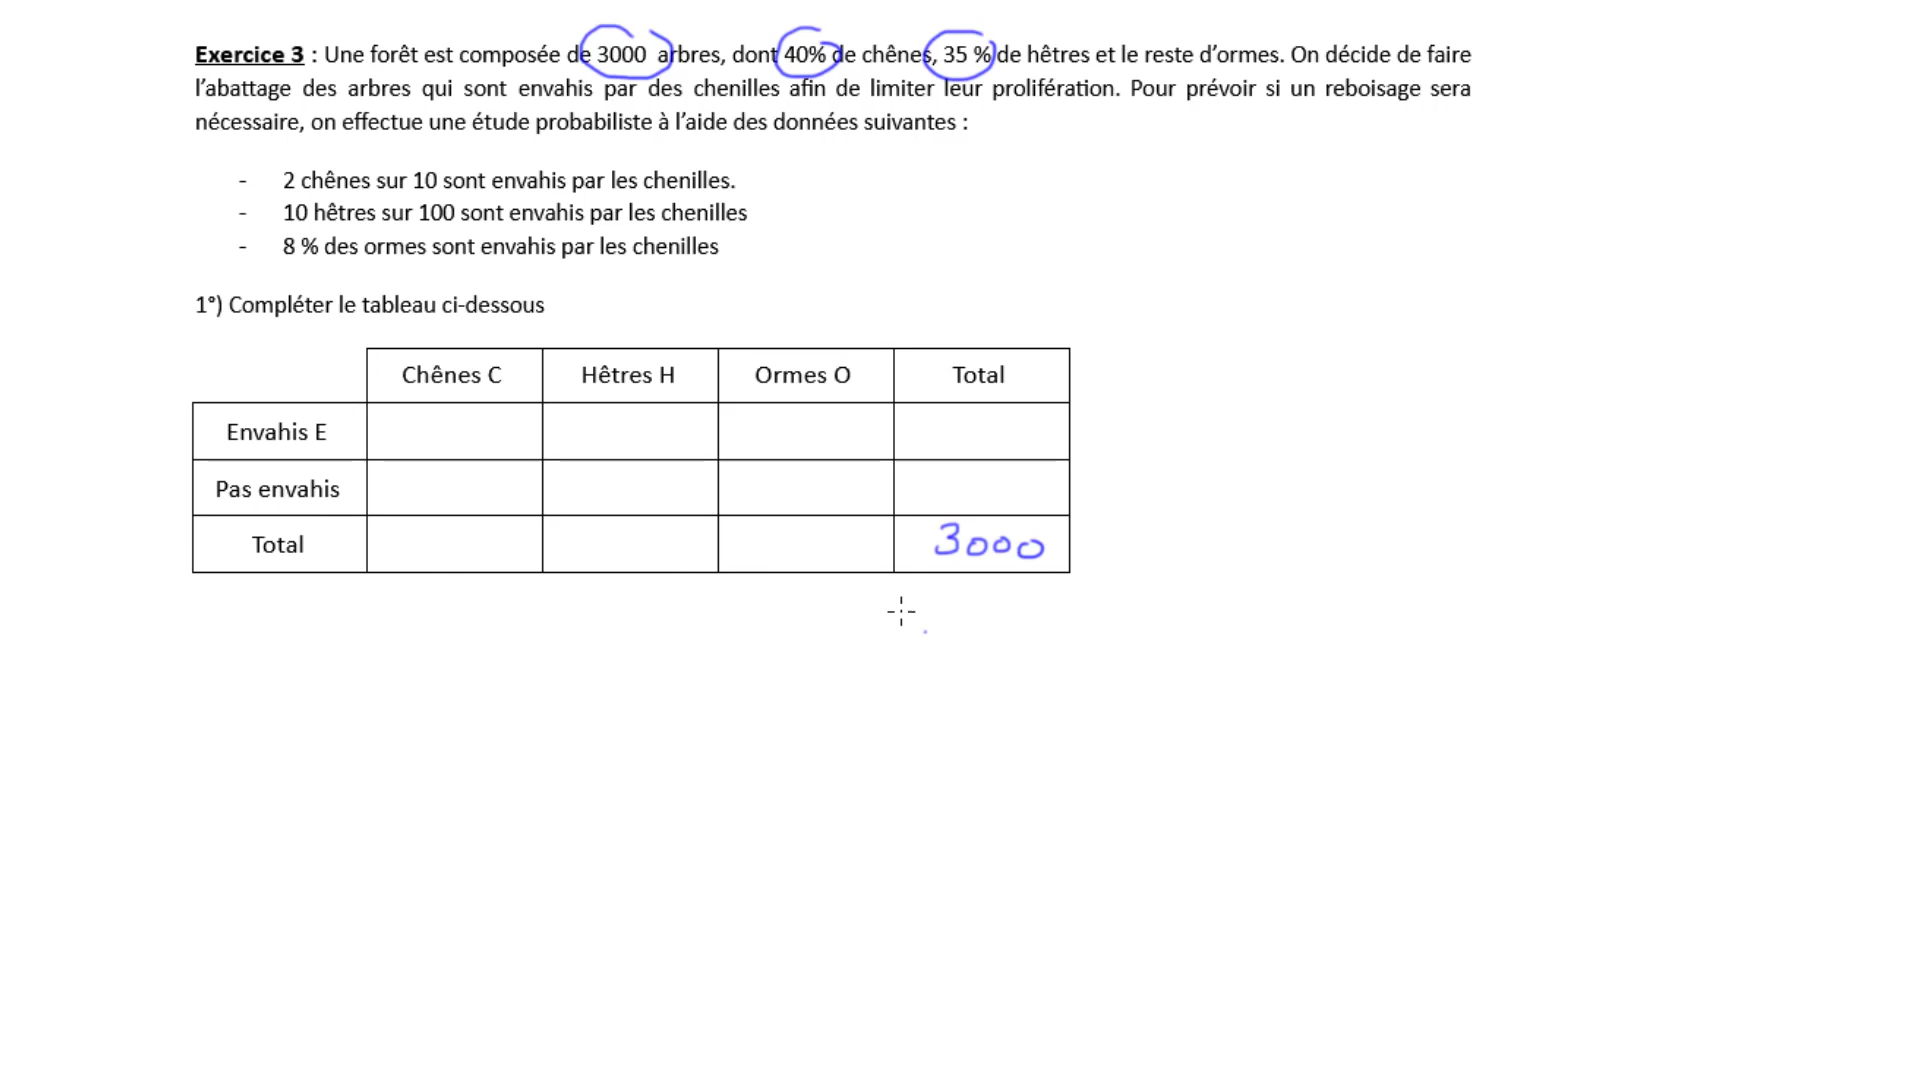 Exercice 3 : Une forêt est composée de 3000 arbres, dont 40% de chênes, 35 % de hêtres et le reste d’ormes. On décide de faire
l’abattage des arbres qui sont envahis par des chenilles afin de limiter leur prolifération. Pour prévoir si un reboisage sera
nécessaire, on effectue une étude probabiliste à l’aide des données suivantes :
- 2 chênes sur 10 sont envahis par les chenilles.
- 10 hêtres sur 100 sont envahis par les chenilles
- 8 % des ormes sont envahis par les chenilles
1°) Compléter le tableau ci-dessous
Chênes C Hêtres H Ormes O Total
Envahis E
Pas envahis
Total 3000